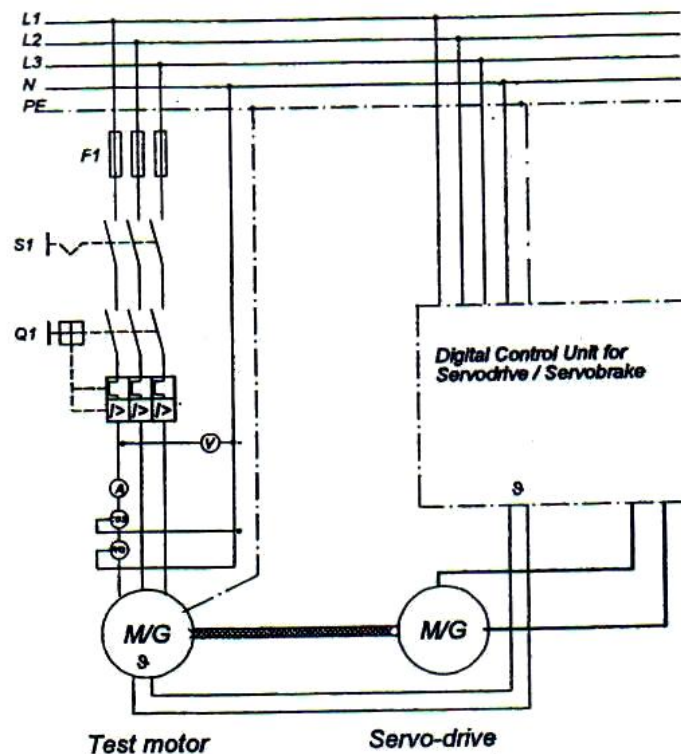 L1
L2
L3
N
PE
F1
S1
Q1
I> I> I>
V
A
Digital Control Unit for
Servodrive / Servobrake
ϑ
M/G
ϑ
M/G
Test motor
Servo-drive